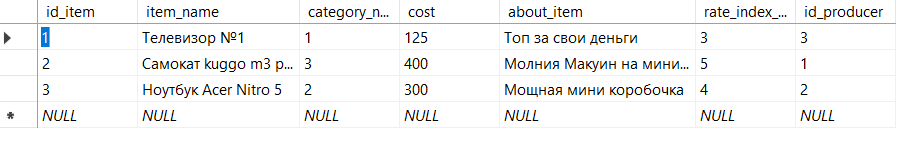 id_item item_name category_n... cost about_item rate_index_... id_producer
1 Телевизор №1 1 125 Топ за свои деньги 3 3
2 Самокат kuggo m3 p... 3 400 Молния Макуин на мини... 5 1
3 Ноутбук Acer Nitro 5 2 300 Мощная мини коробочка 4 2
* NULL NULL NULL NULL NULL NULL NULL